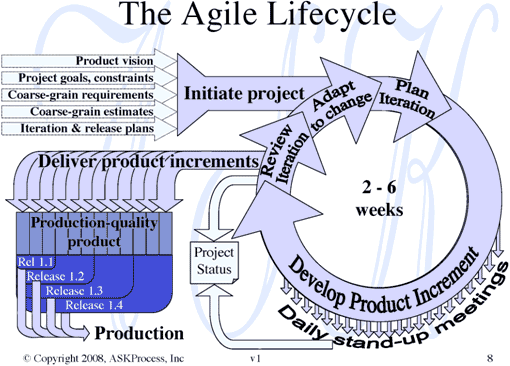 The Agile Lifecycle
Product vision
Project goals, constraints
Coarse-grain requirements
Coarse-grain estimates
Iteration & release plans
Initiate project
Adapt
to change
Plan
Iteration
Review
Iteration
Deliver product increments
2 - 6
weeks
Production-quality
product
Rel 1.1
Release 1.2
Release 1.3
Release 1.4
Project
Status
Develop Product Increment
Daily stand-up meetings
Production
© Copyright 2008, ASKProcess, Inc
v1
8